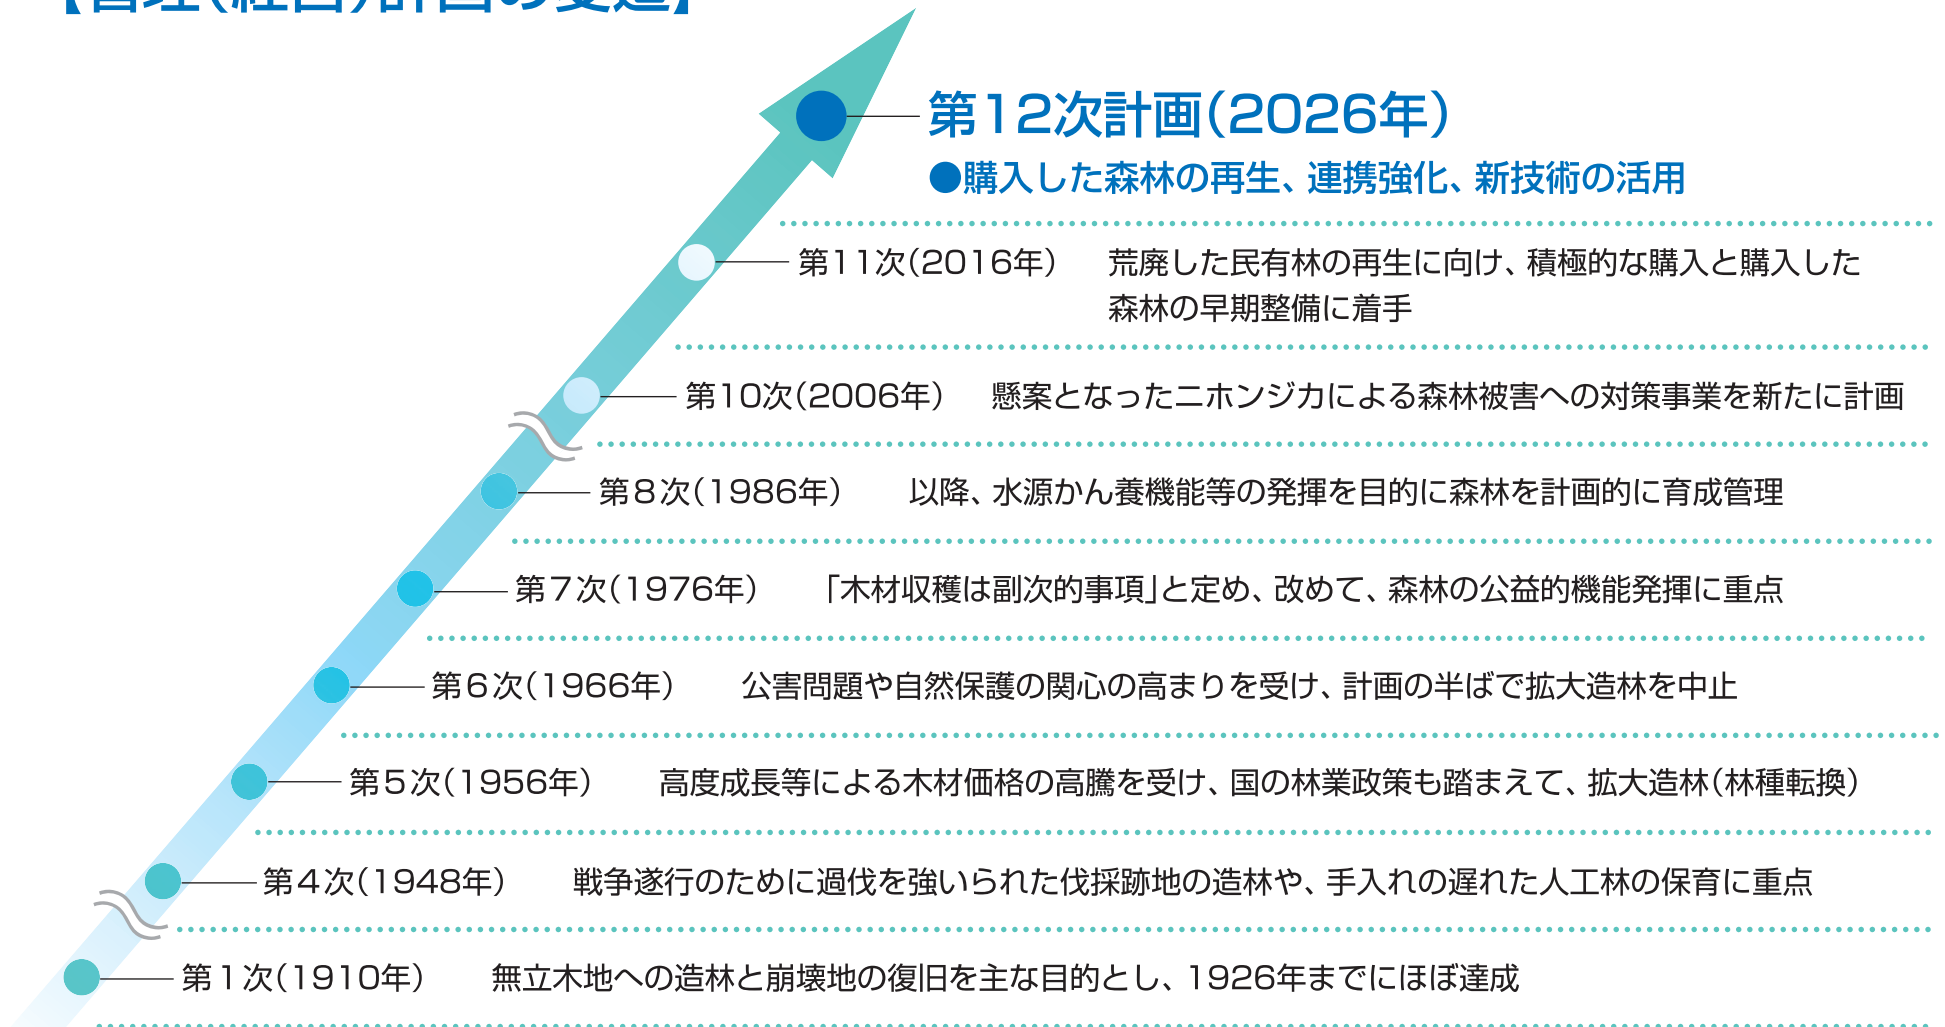 【管理（経営）計画の変遷】
第12次計画（2026年）
●購入した森林の再生、連携強化、新技術の活用
第11次（2016年）　荒廃した民有林の再生に向け、積極的な購入と購入した
森林の早期整備に着手
第10次（2006年）　懸案となったニホンジカによる森林被害への対策事業を新たに計画
第８次（1986年）　以降、水源かん養機能等の発揮を目的に森林を計画的に育成管理
第７次（1976年）　「木材収穫は副次的事項」と定め、改めて、森林の公益的機能発揮に重点
第６次（1966年）　公害問題や自然保護の関心の高まりを受け、計画の半ばで拡大造林を中止
第５次（1956年）　高度成長等による木材価格の高騰を受け、国の林業政策も踏まえて、拡大造林（林種転換）
第４次（1948年）　戦争遂行のために過伐を強いられた伐採跡地の造林や、手入れの遅れた人工林の保育に重点
第１次（1910年）　無立木地への造林と崩壊地の復旧を主な目的とし、1926年までにほぼ達成